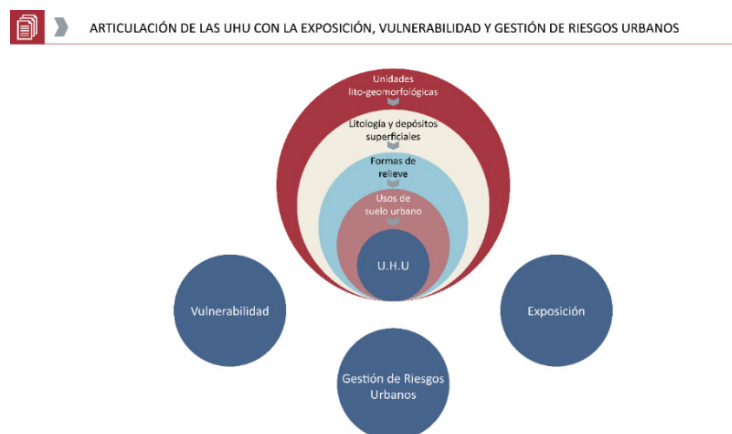 ARTICULACIÓN DE LAS UHU CON LA EXPOSICIÓN, VULNERABILIDAD Y GESTIÓN DE RIESGOS URBANOS
Unidades
lito-geomorfológicas
Litología y depósitos
superficiales
Formas de
relieve
Usos de
suelo urbano
U.H.U
Vulnerabilidad
Exposición
Gestión de Riesgos
Urbanos